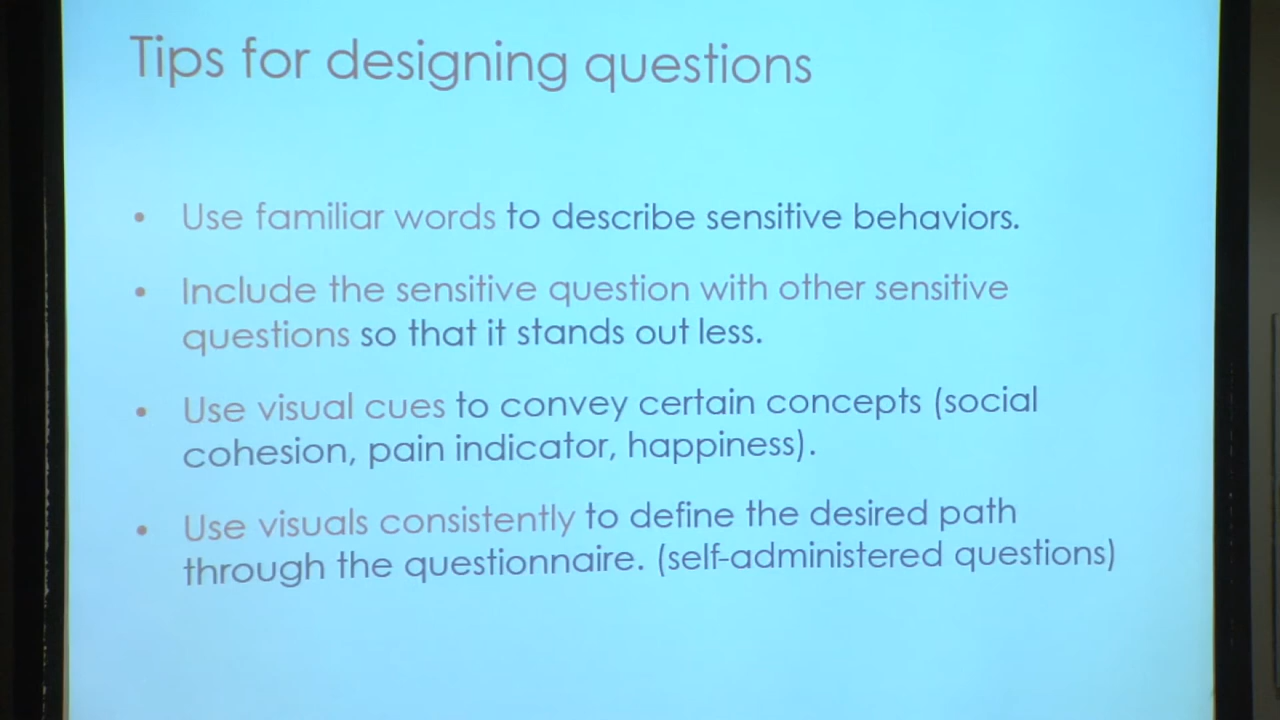 Tips for designing questions
• Use familiar words to describe sensitive behaviors.
• Include the sensitive question with other sensitive
questions so that it stands out less.
• Use visual cues to convey certain concepts (social
cohesion, pain indicator, happiness).
• Use visuals consistently to define the desired path
through the questionnaire. (self-administered questions)